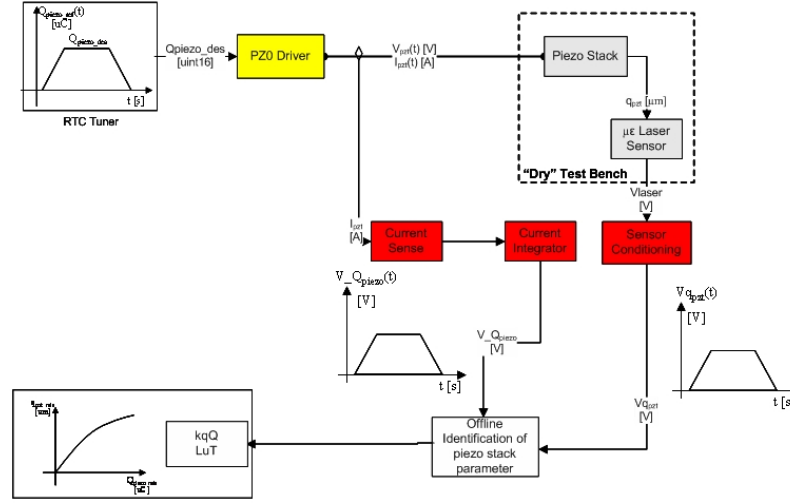 Qpiezo_ref(t)
[uC]
Qpiezo_des
t [s]
RTC Tuner
Qpiezo_des
[uint16]
PZ0 Driver
Vpzt(t) [V]
Ipzt(t) [A]
Piezo Stack
qpzt [μm]
με Laser
Sensor
"Dry" Test Bench
Vlaser
[V]
Ipzt
[A]
Current
Sense
Current
Integrator
Sensor
Conditioning
V_Qpiezo(t)
[V]
t [s]
V_Qpiezo
[V]
Vqpzt(t)
[V]
t [s]
Vqpzt
[V]
Offline
Identification of
piezo stack
parameter
kqQ
LuT
[um]
[uC]